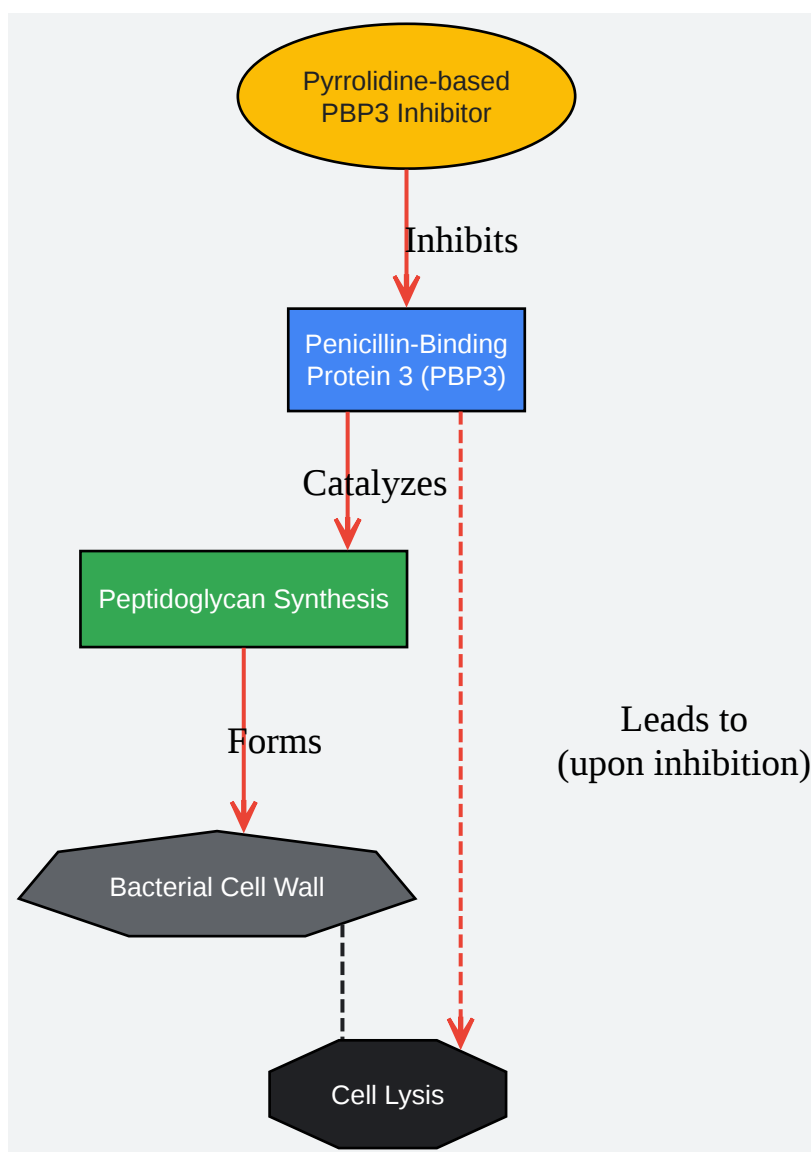 Pyrrolidine-based
PBP3 Inhibitor
Inhibits
Penicillin-Binding
Protein 3 (PBP3)
Catalyzes
Peptidoglycan Synthesis
Forms
Leads to
(upon inhibition)
Bacterial Cell Wall
Cell Lysis